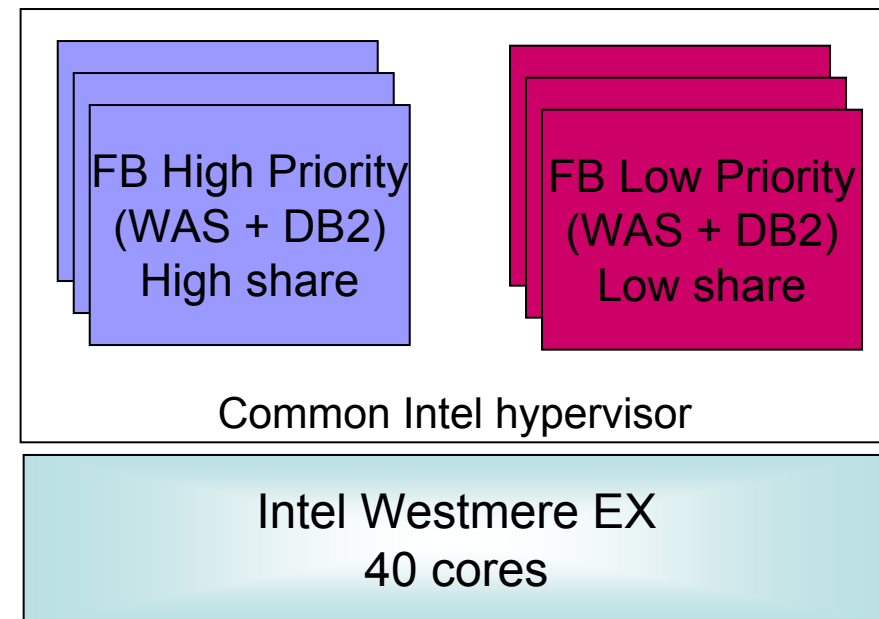 FB High Priority
(WAS + DB2)
High share
FB Low Priority
(WAS + DB2)
Low share
Common Intel hypervisor
Intel Westmere EX
40 cores